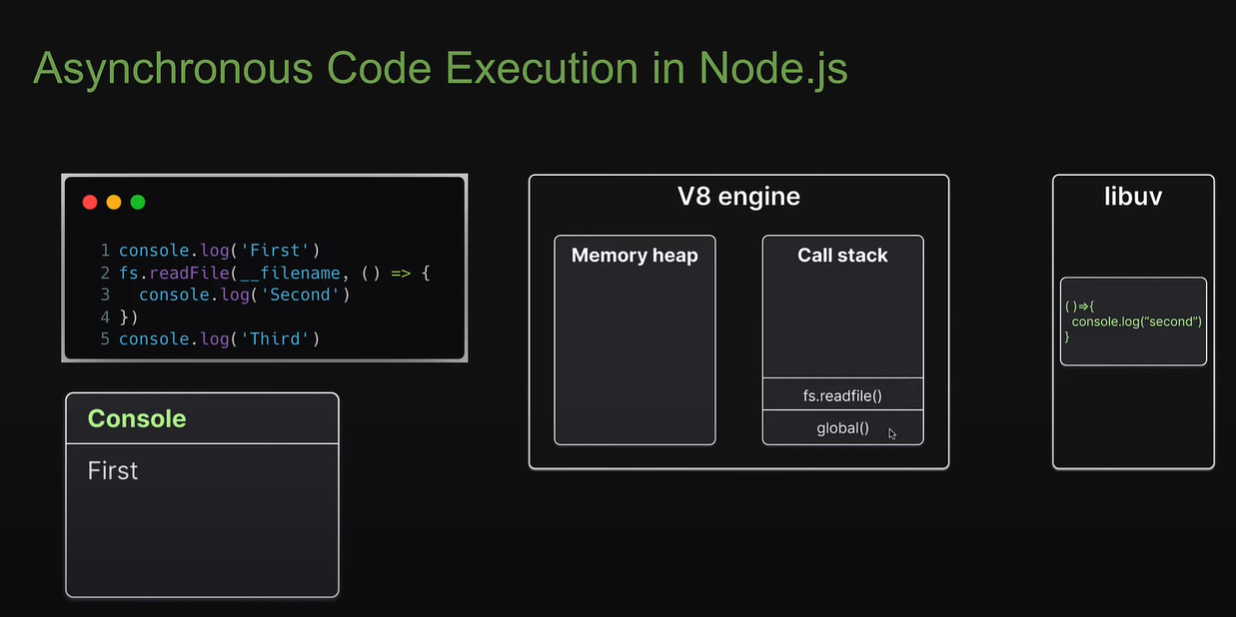 Asynchronous Code Execution in Node.js
1 console.log('First')
2 fs.readFile(__filename, () => {
3   console.log('Second')
4 })
5 console.log('Third')
Console
First
V8 engine
Memory heap
Call stack
fs.readfile()
global()
libuv
()=>{
  console.log("second")
}